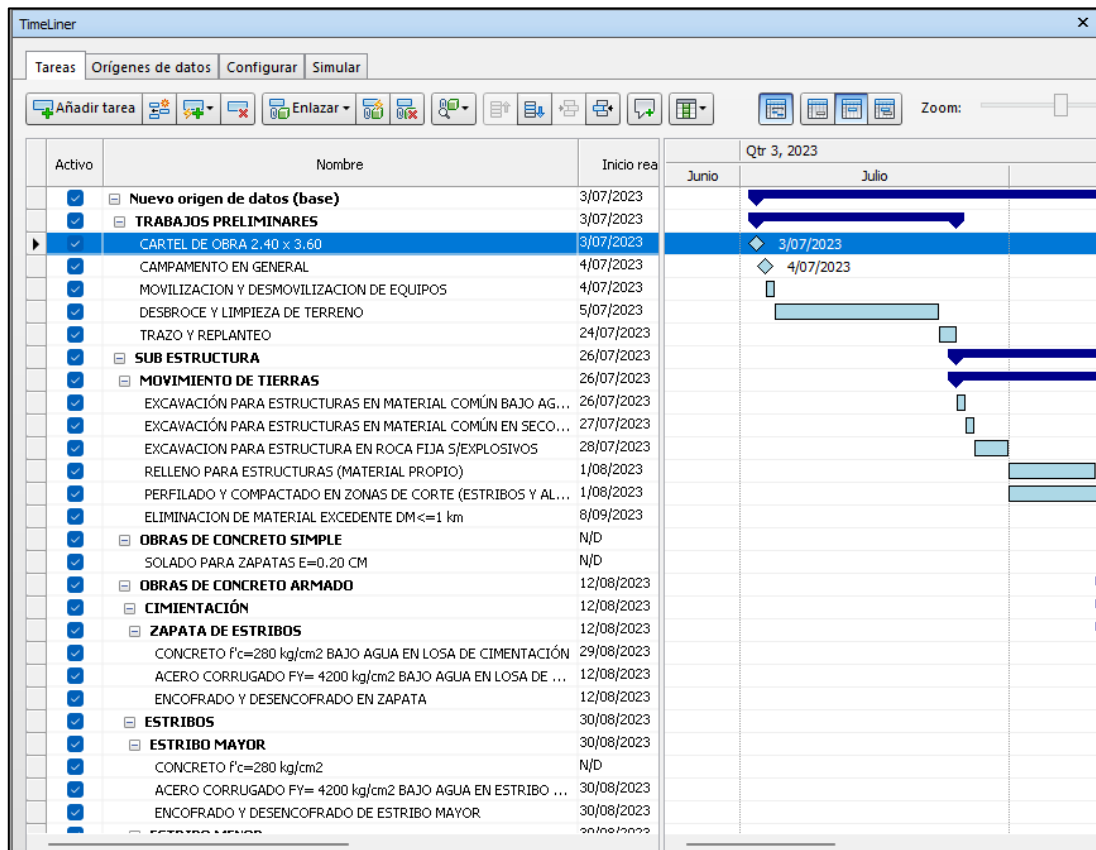 TimeLiner
Tareas Orígenes de datos Configurar Simular
Añadir tarea Enlazar Zoom:
Activo Nombre Inicio rea Qtr 3, 2023
Junio Julio
Nuevo origen de datos (base) 3/07/2023
TRABAJOS PRELIMINARES 3/07/2023
CARTEL DE OBRA 2.40 x 3.60 3/07/2023 3/07/2023
CAMPAMENTO EN GENERAL 4/07/2023 4/07/2023
MOVILIZACION Y DESMOVILIZACION DE EQUIPOS 4/07/2023
DESBROCE Y LIMPIEZA DE TERRENO 5/07/2023
TRAZO Y REPLANTEO 24/07/2023
SUB ESTRUCTURA 26/07/2023
MOVIMIENTO DE TIERRAS 26/07/2023
EXCAVACIÓN PARA ESTRUCTURAS EN MATERIAL COMÚN BAJO AG... 26/07/2023
EXCAVACIÓN PARA ESTRUCTURAS EN MATERIAL COMÚN EN SECO... 27/07/2023
EXCAVACION PARA ESTRUCTURA EN ROCA FIJA S/EXPLOSIVOS 28/07/2023
RELLENO PARA ESTRUCTURAS (MATERIAL PROPIO) 1/08/2023
PERFILADO Y COMPACTADO EN ZONAS DE CORTE (ESTRIBOS Y AL... 1/08/2023
ELIMINACION DE MATERIAL EXCEDENTE DM<=1 km 8/09/2023
OBRAS DE CONCRETO SIMPLE N/D
SOLADO PARA ZAPATAS E=0.20 CM N/D
OBRAS DE CONCRETO ARMADO 12/08/2023
CIMIENTACIÓN 12/08/2023
ZAPATA DE ESTRIBOS 12/08/2023
CONCRETO f'c=280 kg/cm2 BAJO AGUA EN LOSA DE CIMENTACIÓN 29/08/2023
ACERO CORRUGADO FY= 4200 kg/cm2 BAJO AGUA EN LOSA DE ... 12/08/2023
ENCOFRADO Y DESENCOFRADO EN ZAPATA 12/08/2023
ESTRIBOS 30/08/2023
ESTRIBO MAYOR 30/08/2023
CONCRETO f'c=280 kg/cm2 N/D
ACERO CORRUGADO FY= 4200 kg/cm2 BAJO AGUA EN ESTRIBO ... 30/08/2023
ENCOFRADO Y DESENCOFRADO DE ESTRIBO MAYOR 30/08/2023
ESTRIBO MENOR 30/08/2023